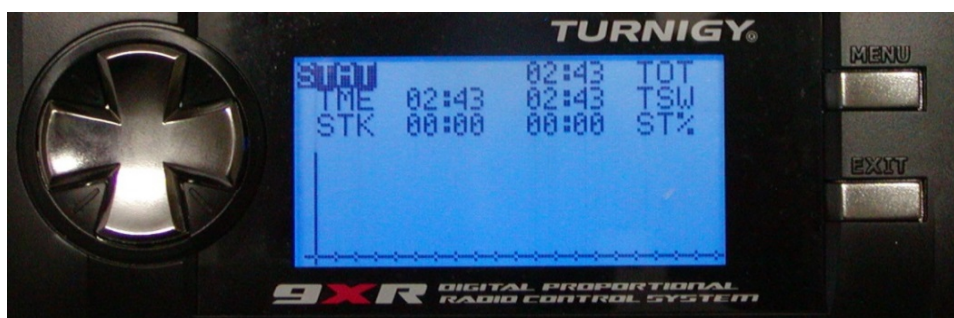 TURNIGY®
MENU
STAT 02:43 TOT
TME 02:43 02:43 TSW
STK 00:00 00:00 ST%
EXIT
9XR DIGITAL PROPORTIONAL
RADIO CONTROL SYSTEM